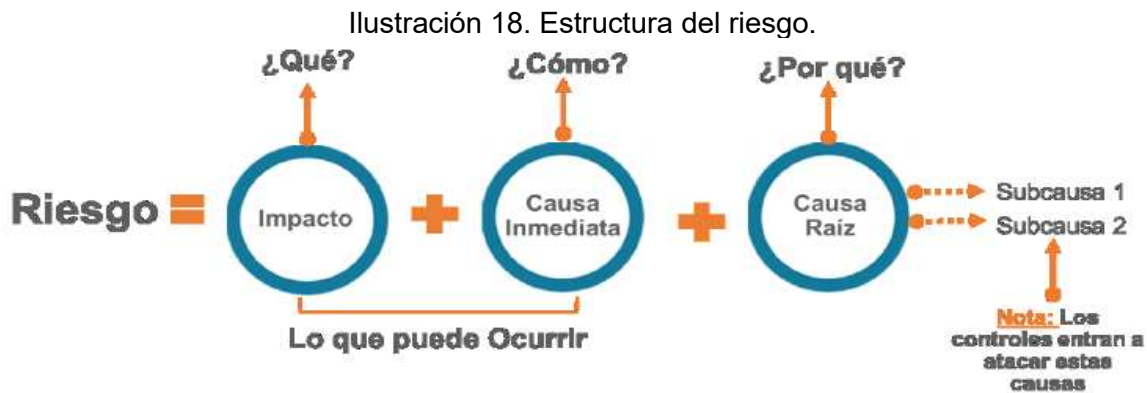 Ilustración 18. Estructura del riesgo.
¿Qué?
¿Cómo?
¿Por qué?
Riesgo =
Impacto
+
Causa
Inmediata
+
Causa
Raíz
Subcausa 1
Subcausa 2
Lo que puede Ocurrir
Nota: Los
controles entran a
atacar estas
causas